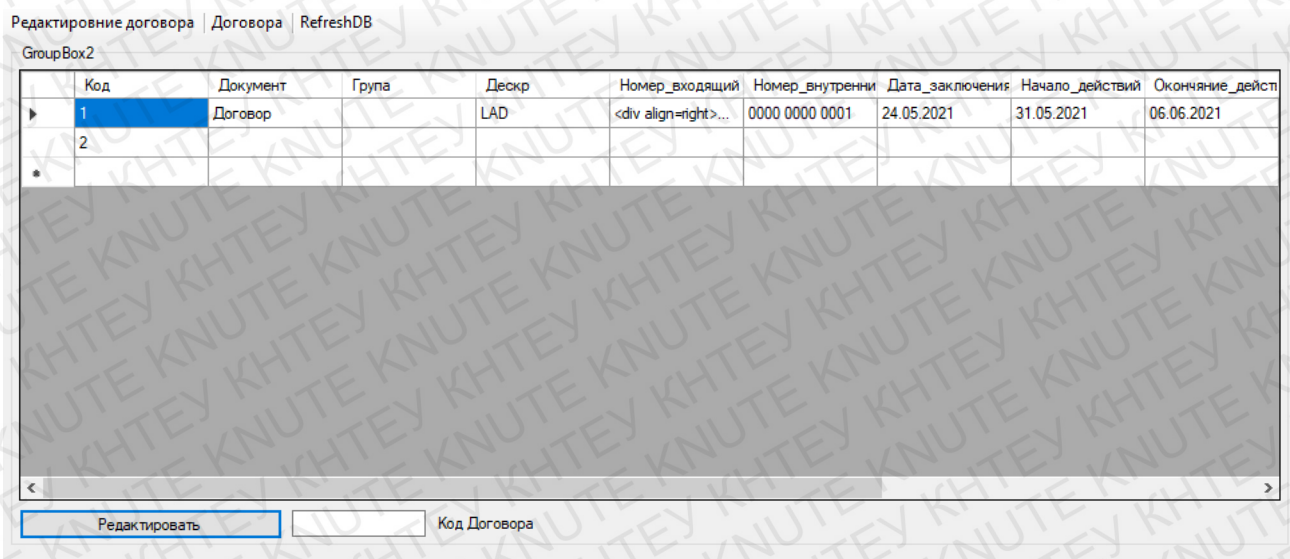 Редактировние договора Договора RefreshDB
GroupBox2
Код Документ Група Дескр Номер_входящий Номер_внутренни Дата_заключения Начало_действий Окончяние_дейст
1 Договор LAD <div align=right>... 0000 0000 0001 24.05.2021 31.05.2021 06.06.2021
2
Редактировать Код Договора